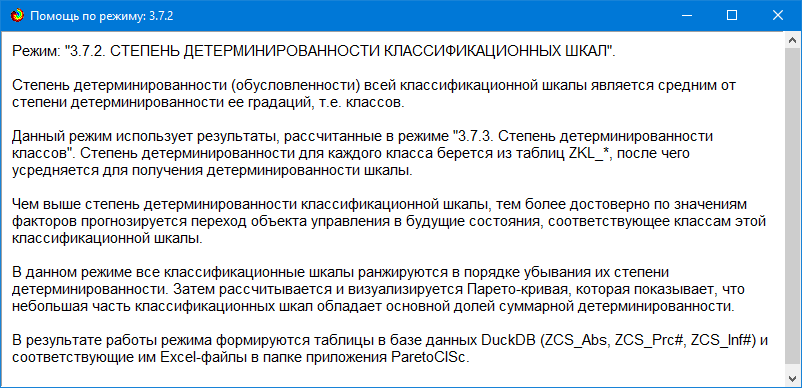 Помощь по режиму: 3.7.2
Режим: "3.7.2. СТЕПЕНЬ ДЕТЕРМИНИРОВАННОСТИ КЛАССИФИКАЦИОННЫХ ШКАЛ".
Степень детерминированности (обусловленности) всей классификационной шкалы является средним от
степени детерминированности ее градаций, т.е. классов.
Данный режим использует результаты, рассчитанные в режиме "3.7.3. Степень детерминированности
классов". Степень детерминированности для каждого класса берется из таблиц ZKL_*, после чего
усредняется для получения детерминированности шкалы.
Чем выше степень детерминированности классификационной шкалы, тем более достоверно по значениям
факторов прогнозируется переход объекта управления в будущие состояния, соответствующее классам этой
классификационной шкалы.
В данном режиме все классификационные шкалы ранжируются в порядке убывания их степени
детерминированности. Затем рассчитывается и визуализируется Парето-кривая, которая показывает, что
небольшая часть классификационных шкал обладает основной долей суммарной детерминированности.
В результате работы режима формируются таблицы в базе данных DuckDB (ZCS_Abs, ZCS_Prc#, ZCS_Inf#) и
соответствующие им Excel-файлы в папке приложения ParetoClSc.